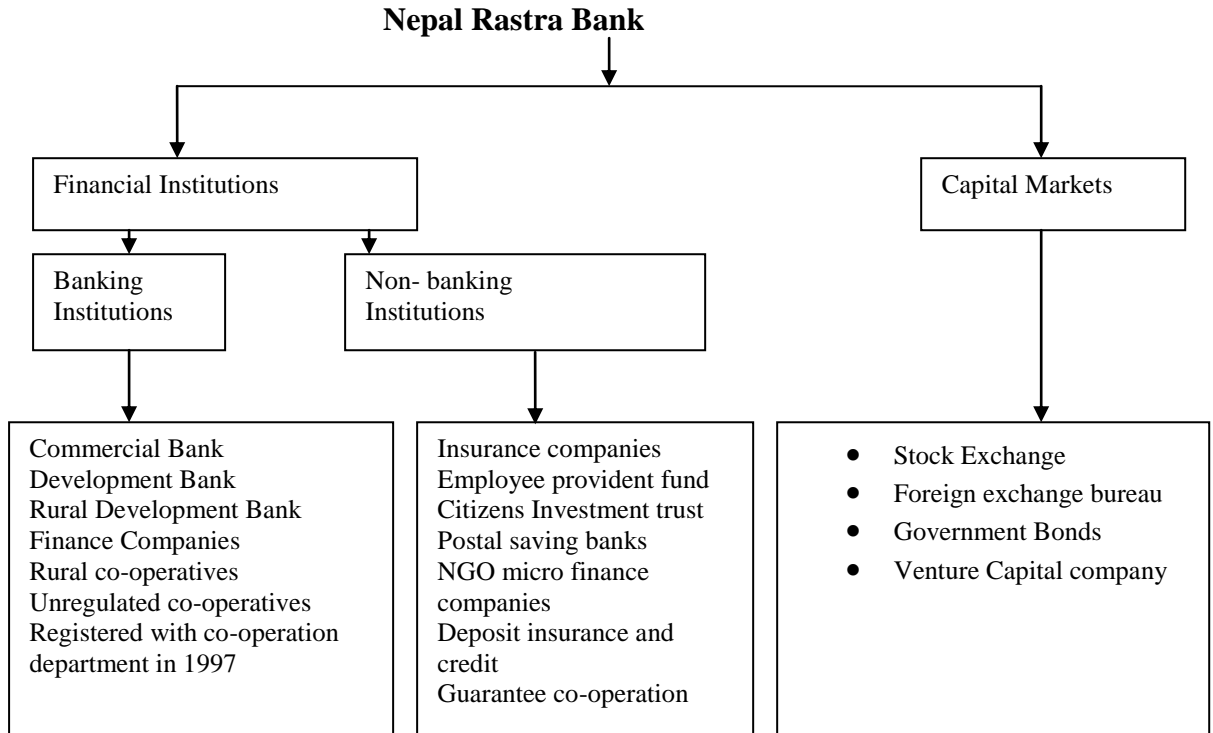 Nepal Rastra Bank
Financial Institutions
Capital Markets
Banking
Institutions
Non- banking
Institutions
Commercial Bank
Development Bank
Rural Development Bank
Finance Companies
Rural co-operatives
Unregulated co-operatives
Registered with co-operation
department in 1997
Insurance companies
Employee provident fund
Citizens Investment trust
Postal saving banks
NGO micro finance
companies
Deposit insurance and
credit
Guarantee co-operation
• Stock Exchange
• Foreign exchange bureau
• Government Bonds
• Venture Capital company